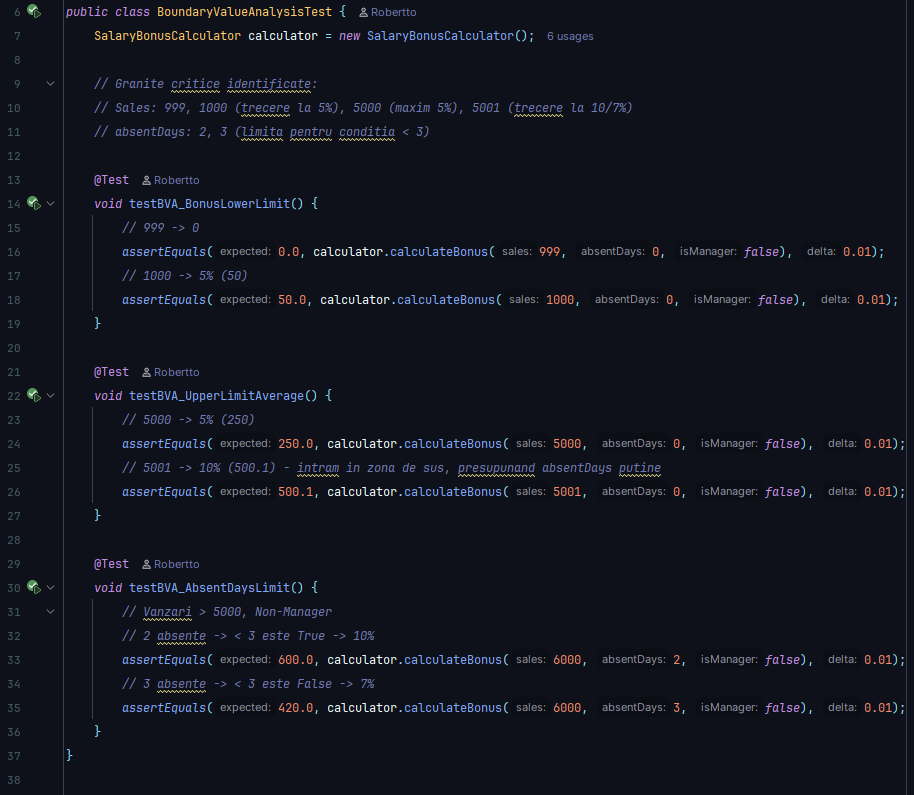 6 public class BoundaryValueAnalysisTest { Robertto
7 SalaryBonusCalculator calculator = new SalaryBonusCalculator(); 6 usages
8
9 // Granite critice identificate:
10 // Sales: 999, 1000 (trecere la 5%), 5000 (maxim 5%), 5001 (trecere la 10/7%)
11 // absentDays: 2, 3 (limita pentru conditia < 3)
12
13 @Test Robertto
14 void testBVA_BonusLowerLimit() {
15 // 999 -> 0
16 assertEquals( expected: 0.0, calculator.calculateBonus( sales: 999, absentDays: 0, isManager: false), delta: 0.01);
17 // 1000 -> 5% (50)
18 assertEquals( expected: 50.0, calculator.calculateBonus( sales: 1000, absentDays: 0, isManager: false), delta: 0.01);
19 }
20
21 @Test Robertto
22 void testBVA_UpperLimitAverage() {
23 // 5000 -> 5% (250)
24 assertEquals( expected: 250.0, calculator.calculateBonus( sales: 5000, absentDays: 0, isManager: false), delta: 0.01);
25 // 5001 -> 10% (500.1) - intram in zona de sus, presupunand absentDays putine
26 assertEquals( expected: 500.1, calculator.calculateBonus( sales: 5001, absentDays: 0, isManager: false), delta: 0.01);
27 }
28
29 @Test Robertto
30 void testBVA_AbsentDaysLimit() {
31 // Vanzari > 5000, Non-Manager
32 // 2 absente -> < 3 este True -> 10%
33 assertEquals( expected: 600.0, calculator.calculateBonus( sales: 6000, absentDays: 2, isManager: false), delta: 0.01);
34 // 3 absente -> < 3 este False -> 7%
35 assertEquals( expected: 420.0, calculator.calculateBonus( sales: 6000, absentDays: 3, isManager: false), delta: 0.01);
36 }
37 }
38